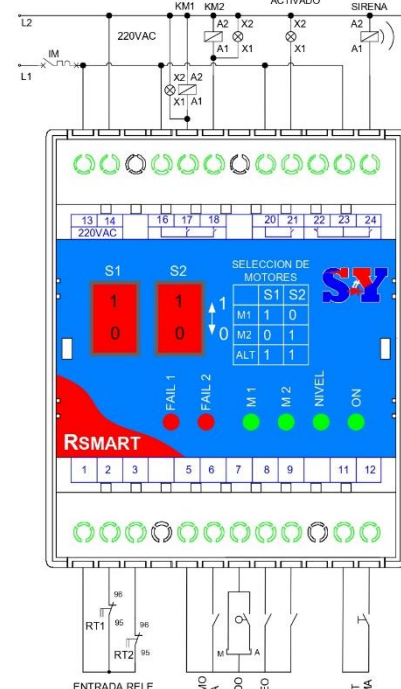 KM1 KM2 ACTIVADO SIRENA
L2 A2 X2 X2 A2
220VAC
A1 X1 X1 A1
IM
L1 X2 A2
X1 A1
13 14 16 17 18 20 21 22 23 24
220VAC
S1 S2
SELECCION DE
MOTORES
S1 S2
M1 1 0
M2 0 1
ALT 1 1
1 1 1
0 0 0
S&Y
FAIL 1 FAIL 2 M 1 M 2 NIVEL ON
RSMART
1 2 3 5 6 7 8 9 11 12
96
RT1 95
96
RT2 95
M A
ENTRADA RELE